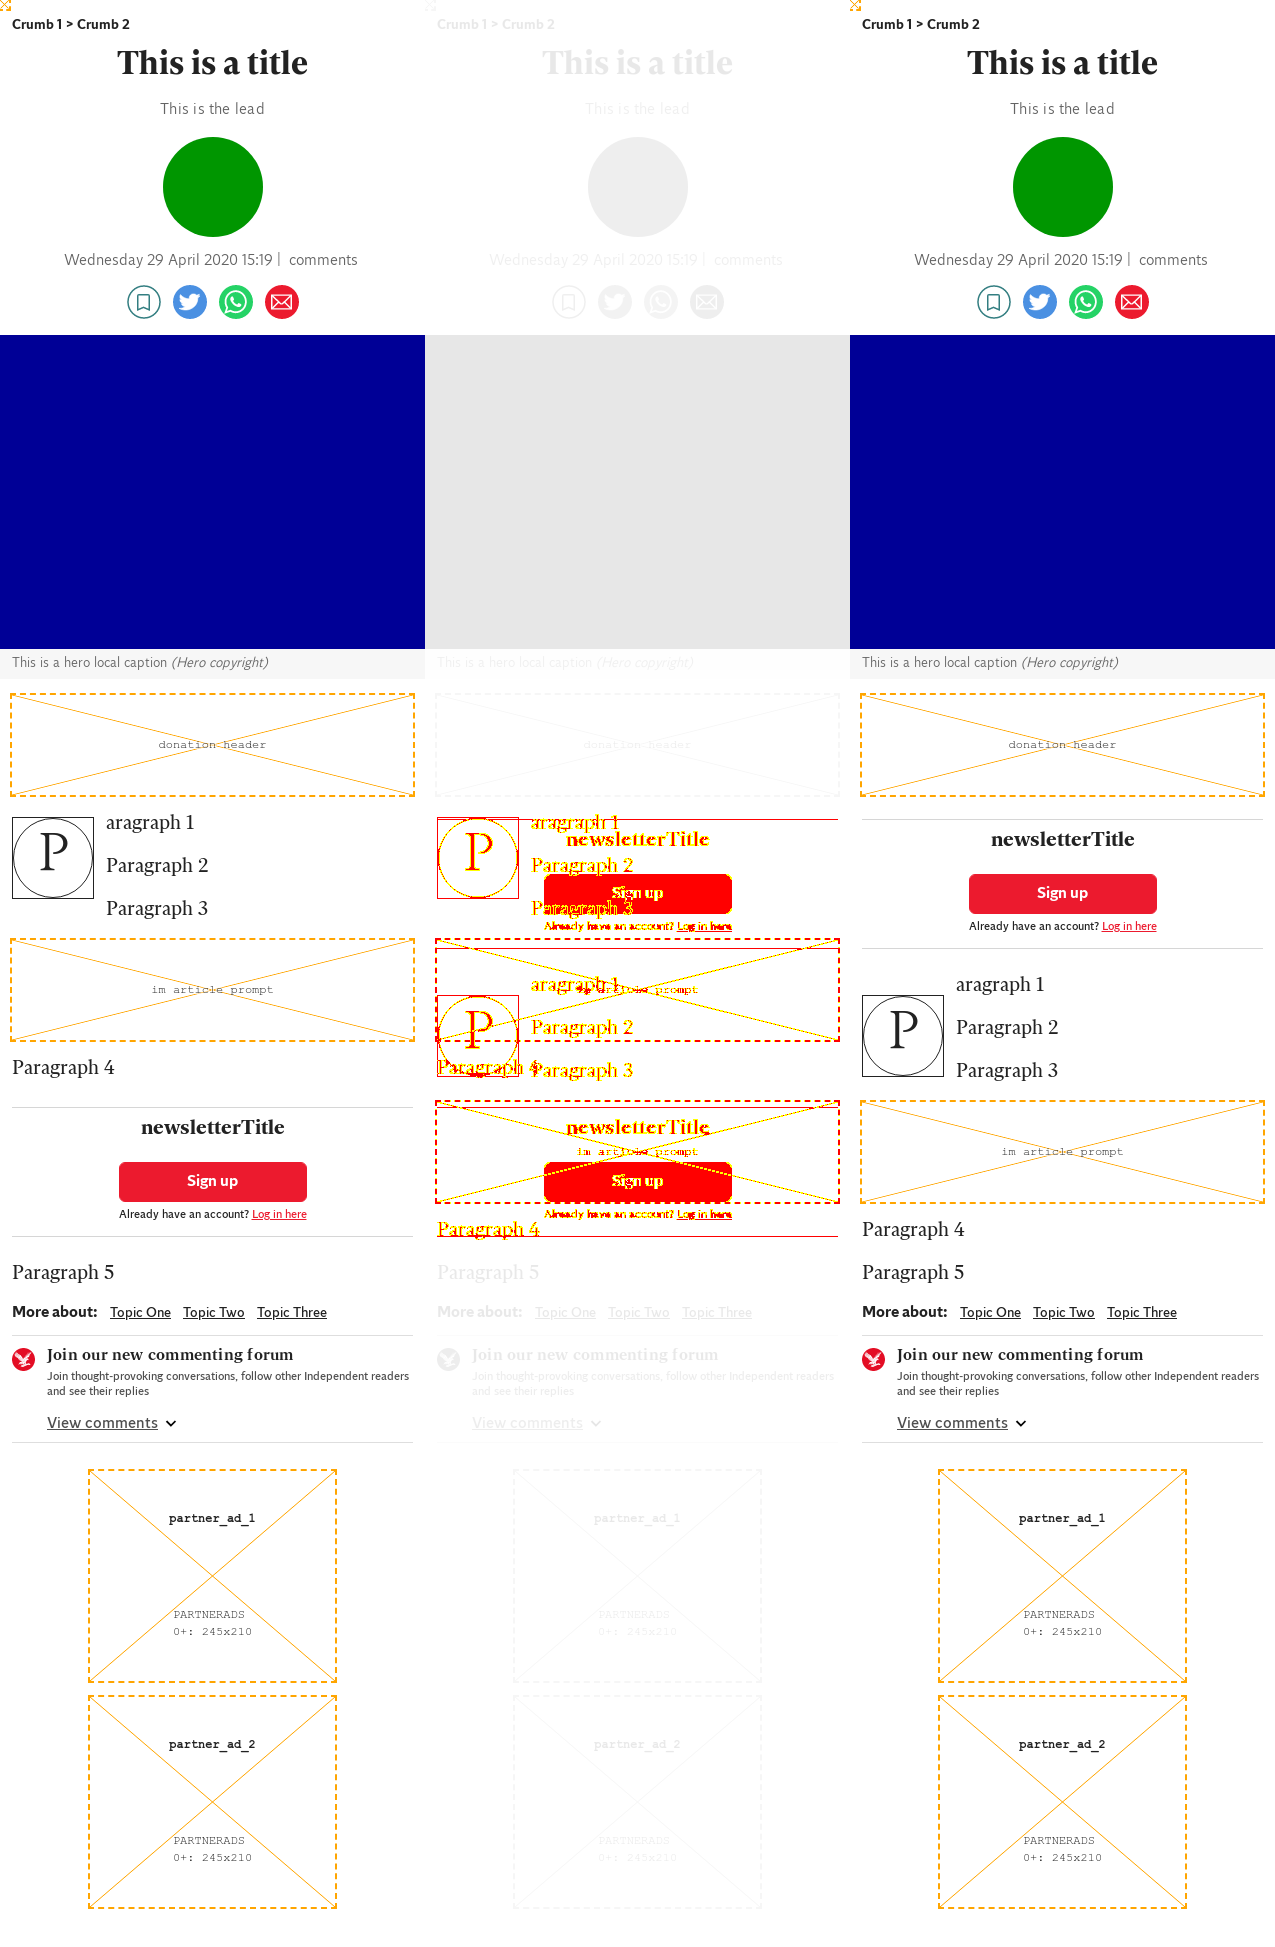 Crumb 1 > Crumb 2
This is a title
This is the lead
Wednesday 29 April 2020 15:19 | comments
This is a hero local caption (Hero copyright)
donation header
P
aragraph 1
Paragraph 2
Paragraph 3
im article prompt
Paragraph 4
newsletterTitle
Sign up
Already have an account? Log in here
Paragraph 5
More about: Topic One Topic Two Topic Three
Join our new commenting forum
Join thought-provoking conversations, follow other Independent readers
and see their replies
View comments
partner_ad_1
PARTNERADS
0+: 245x210
partner_ad_2
PARTNERADS
0+: 245x210
Crumb 1 > Crumb 2
This is a title
This is the lead
Wednesday 29 April 2020 15:19 | comments
This is a hero local caption (Hero copyright)
donation header
aragraph 1
newsletterTitle
P
Paragraph 2
Sign up
Paragraph 3
Already have an account? Log in here
aragraph 1
im article prompt
P
Paragraph 2
Paragraph 4
Paragraph 3
newsletterTitle
im article prompt
Sign up
Already have an account? Log in here
Paragraph 4
Paragraph 5
More about: Topic One Topic Two Topic Three
Join our new commenting forum
Join thought-provoking conversations, follow other Independent readers
and see their replies
View comments
partner_ad_1
PARTNERADS
0+: 245x210
partner_ad_2
PARTNERADS
0+: 245x210
Crumb 1 > Crumb 2
This is a title
This is the lead
Wednesday 29 April 2020 15:19 | comments
This is a hero local caption (Hero copyright)
donation header
newsletterTitle
Sign up
Already have an account? Log in here
P
aragraph 1
Paragraph 2
Paragraph 3
im article prompt
Paragraph 4
Paragraph 5
More about: Topic One Topic Two Topic Three
Join our new commenting forum
Join thought-provoking conversations, follow other Independent readers
and see their replies
View comments
partner_ad_1
PARTNERADS
0+: 245x210
partner_ad_2
PARTNERADS
0+: 245x210